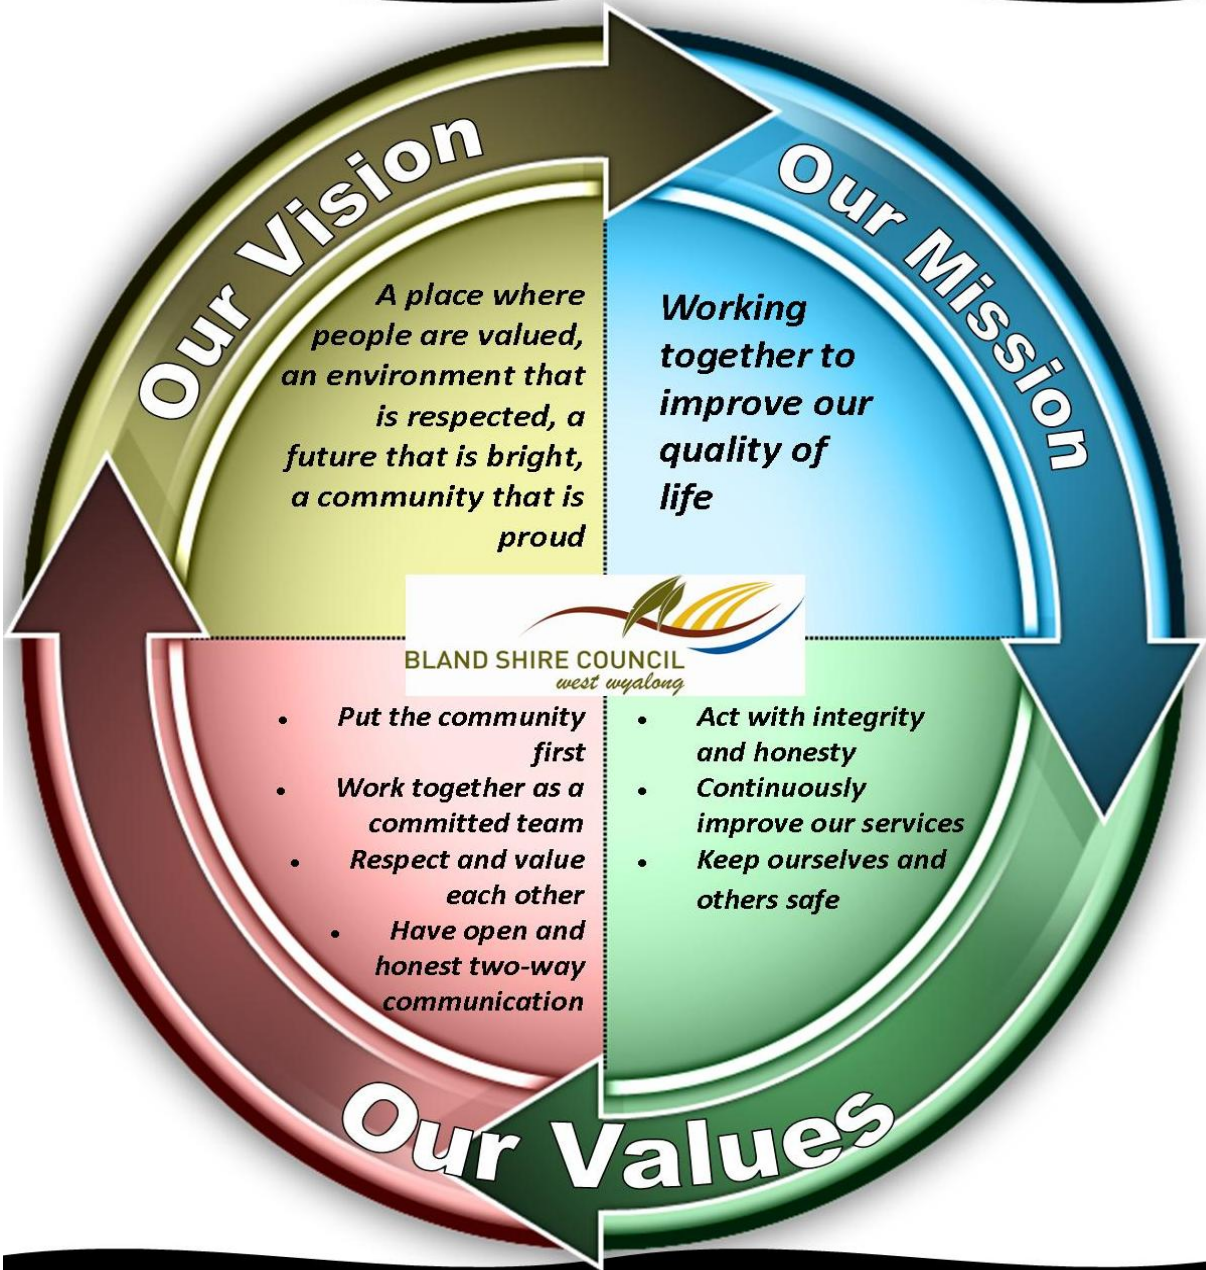 Our Vision
A place where
people are valued,
an environment that
is respected, a
future that is bright,
a community that is
proud
Our Mission
Working
together to
improve our
quality of
life
BLAND SHIRE COUNCIL
west wyalong
• Put the community
first
• Work together as a
committed team
• Respect and value
each other
• Have open and
honest two-way
communication
• Act with integrity
and honesty
• Continuously
improve our services
• Keep ourselves and
others safe
Our Values